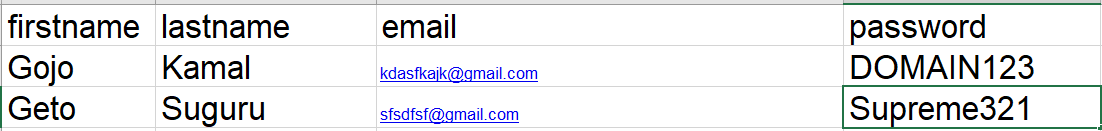 firstname lastname email password
Gojo Kamal kdasfkajk@gmail.com DOMAIN123
Geto Suguru sfsdfsf@gmail.com Supreme321